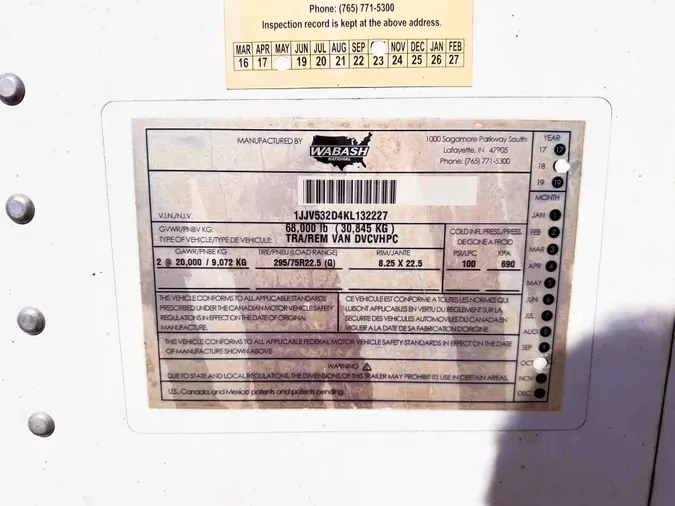 Phone: (765) 771-5300
Inspection record is kept at the above address.
MAR APR MAY JUN JUL AUG SEP NOV DEC JAN FEB
16 17 19 20 21 22 23 24 25 26 27
MANUFACTURED BY
WABASH
NATIONAL
1000 Sagamore Parkway South
Lafayette, IN 47905
Phone: (765) 771-5300
YEAR
17 17
18
19 19
V.I.N./N.I.V. 1JJV532D4KL132227
GVWR/PNBV KG: 68,000 lb (30,845 KG)
TYPE OF VEHICLE/TYPE DE VEHICULE: TRA/REM VAN DVCVHPC
COLD INFL PRESS/PRESS.
DE GONE A FROID
GAWR/PNBE KG TIRE/PNEU (LOAD RANGE) RIM/JANTE PSI/LPC KPA
2 @ 20,000 / 9,072 KG 295/75R22.5 (G) 8.25 X 22.5 100 690
THIS VEHICLE CONFORMS TO ALL APPLICABLE STANDARDS
PRESCRIBED UNDER THE CANADIAN MOTOR VEHICLE SAFETY
REGULATIONS IN EFFECT ON THE DATE OF ORIGINAL
MANUFACTURE.
CE VEHICULE EST CONFORME A TOUTES LES NORMES QUI
LUI SONT APPLICABLES EN VERTU DU REGLEMENT SUR LA
SECURITE DES VEHICULES AUTOMOVILES DU CANADA EN
VIGUER A LA DATE DE SA FABRICATION D'ORIGINE.
THIS VEHICLE CONFORMS TO ALL APPLICABLE FEDERAL MOTOR VEHICLE SAFETY STANDARDS IN EFFECT ON THE DATE
OF MANUFACTURE SHOWN ABOVE
WARNING
DUE TO STATE AND LOCAL REGULATIONS, THE DIMENSIONS OF THIS TRAILER MAY PROHIBIT ITS USE IN CERTAIN AREAS.
U.S., Canada, and Mexico patents and patents pending.
MONTH
JAN 1
FEB 2
MAR 3
APR 4
MAY 5
JUN 6
JUL 7
AUG 8
SEP 9
OCT
NOV 11
DEC 12